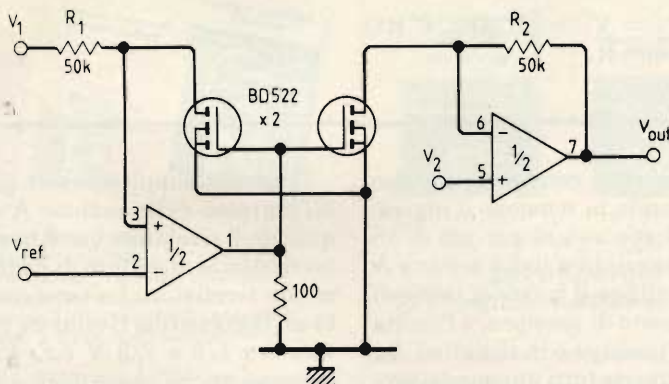 V1
R1
50k
BD522
x 2
R2
50k
Vout
6
−
7
1/2
V2
5
+
3
+
1
1/2
Vref
2
−
100